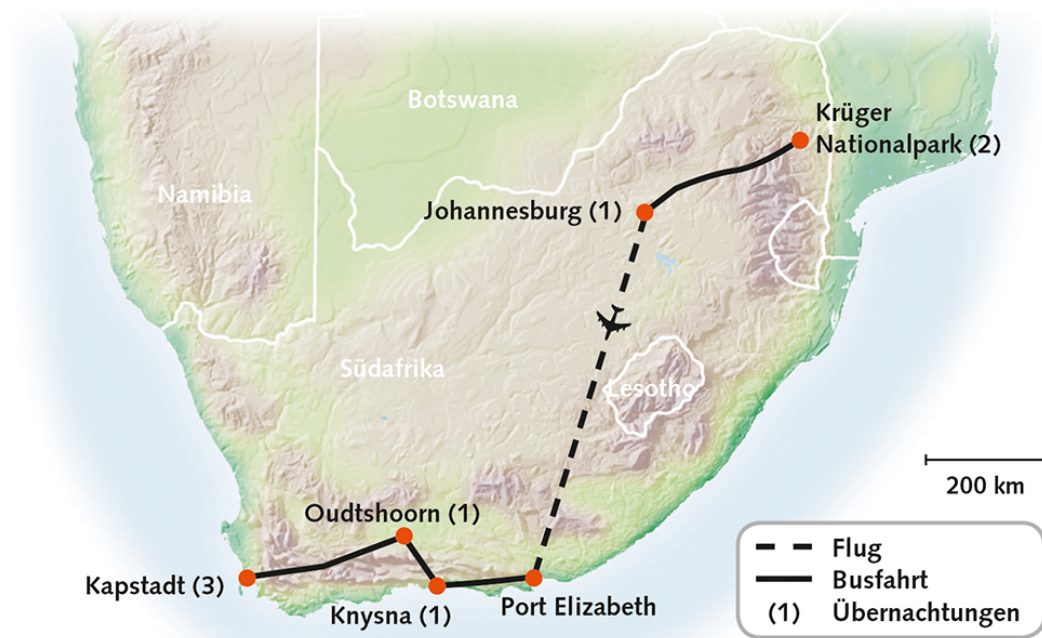 Botswana
Krüger
Nationalpark (2)
Namibia
Johannesburg (1)
Südafrika
Lesotho
200 km
Oudtshoorn (1)
Kapstadt (3)
Knysna (1)
Port Elizabeth
Flug
Busfahrt
(1) Übernachtungen